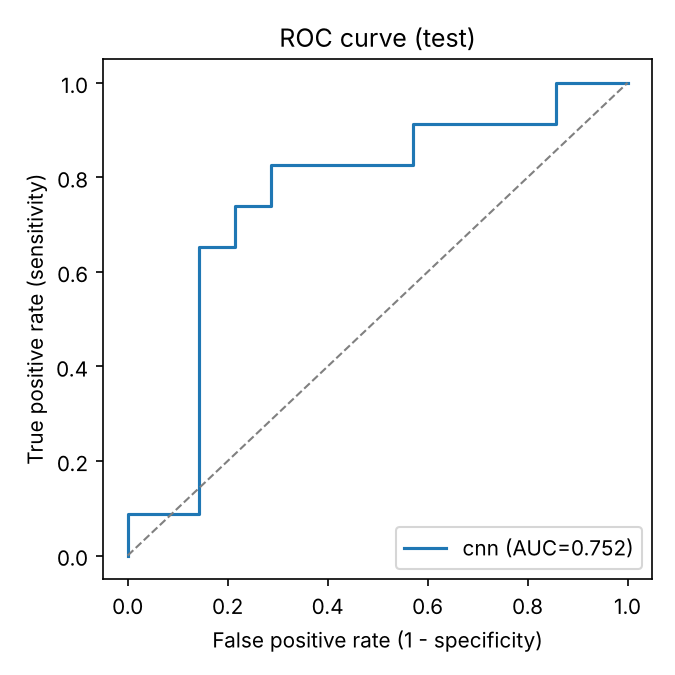 ROC curve (test)
True positive rate (sensitivity)
1.0
0.8
0.6
0.4
0.2
0.0
cnn (AUC=0.752)
0.0 0.2 0.4 0.6 0.8 1.0
False positive rate (1 - specificity)